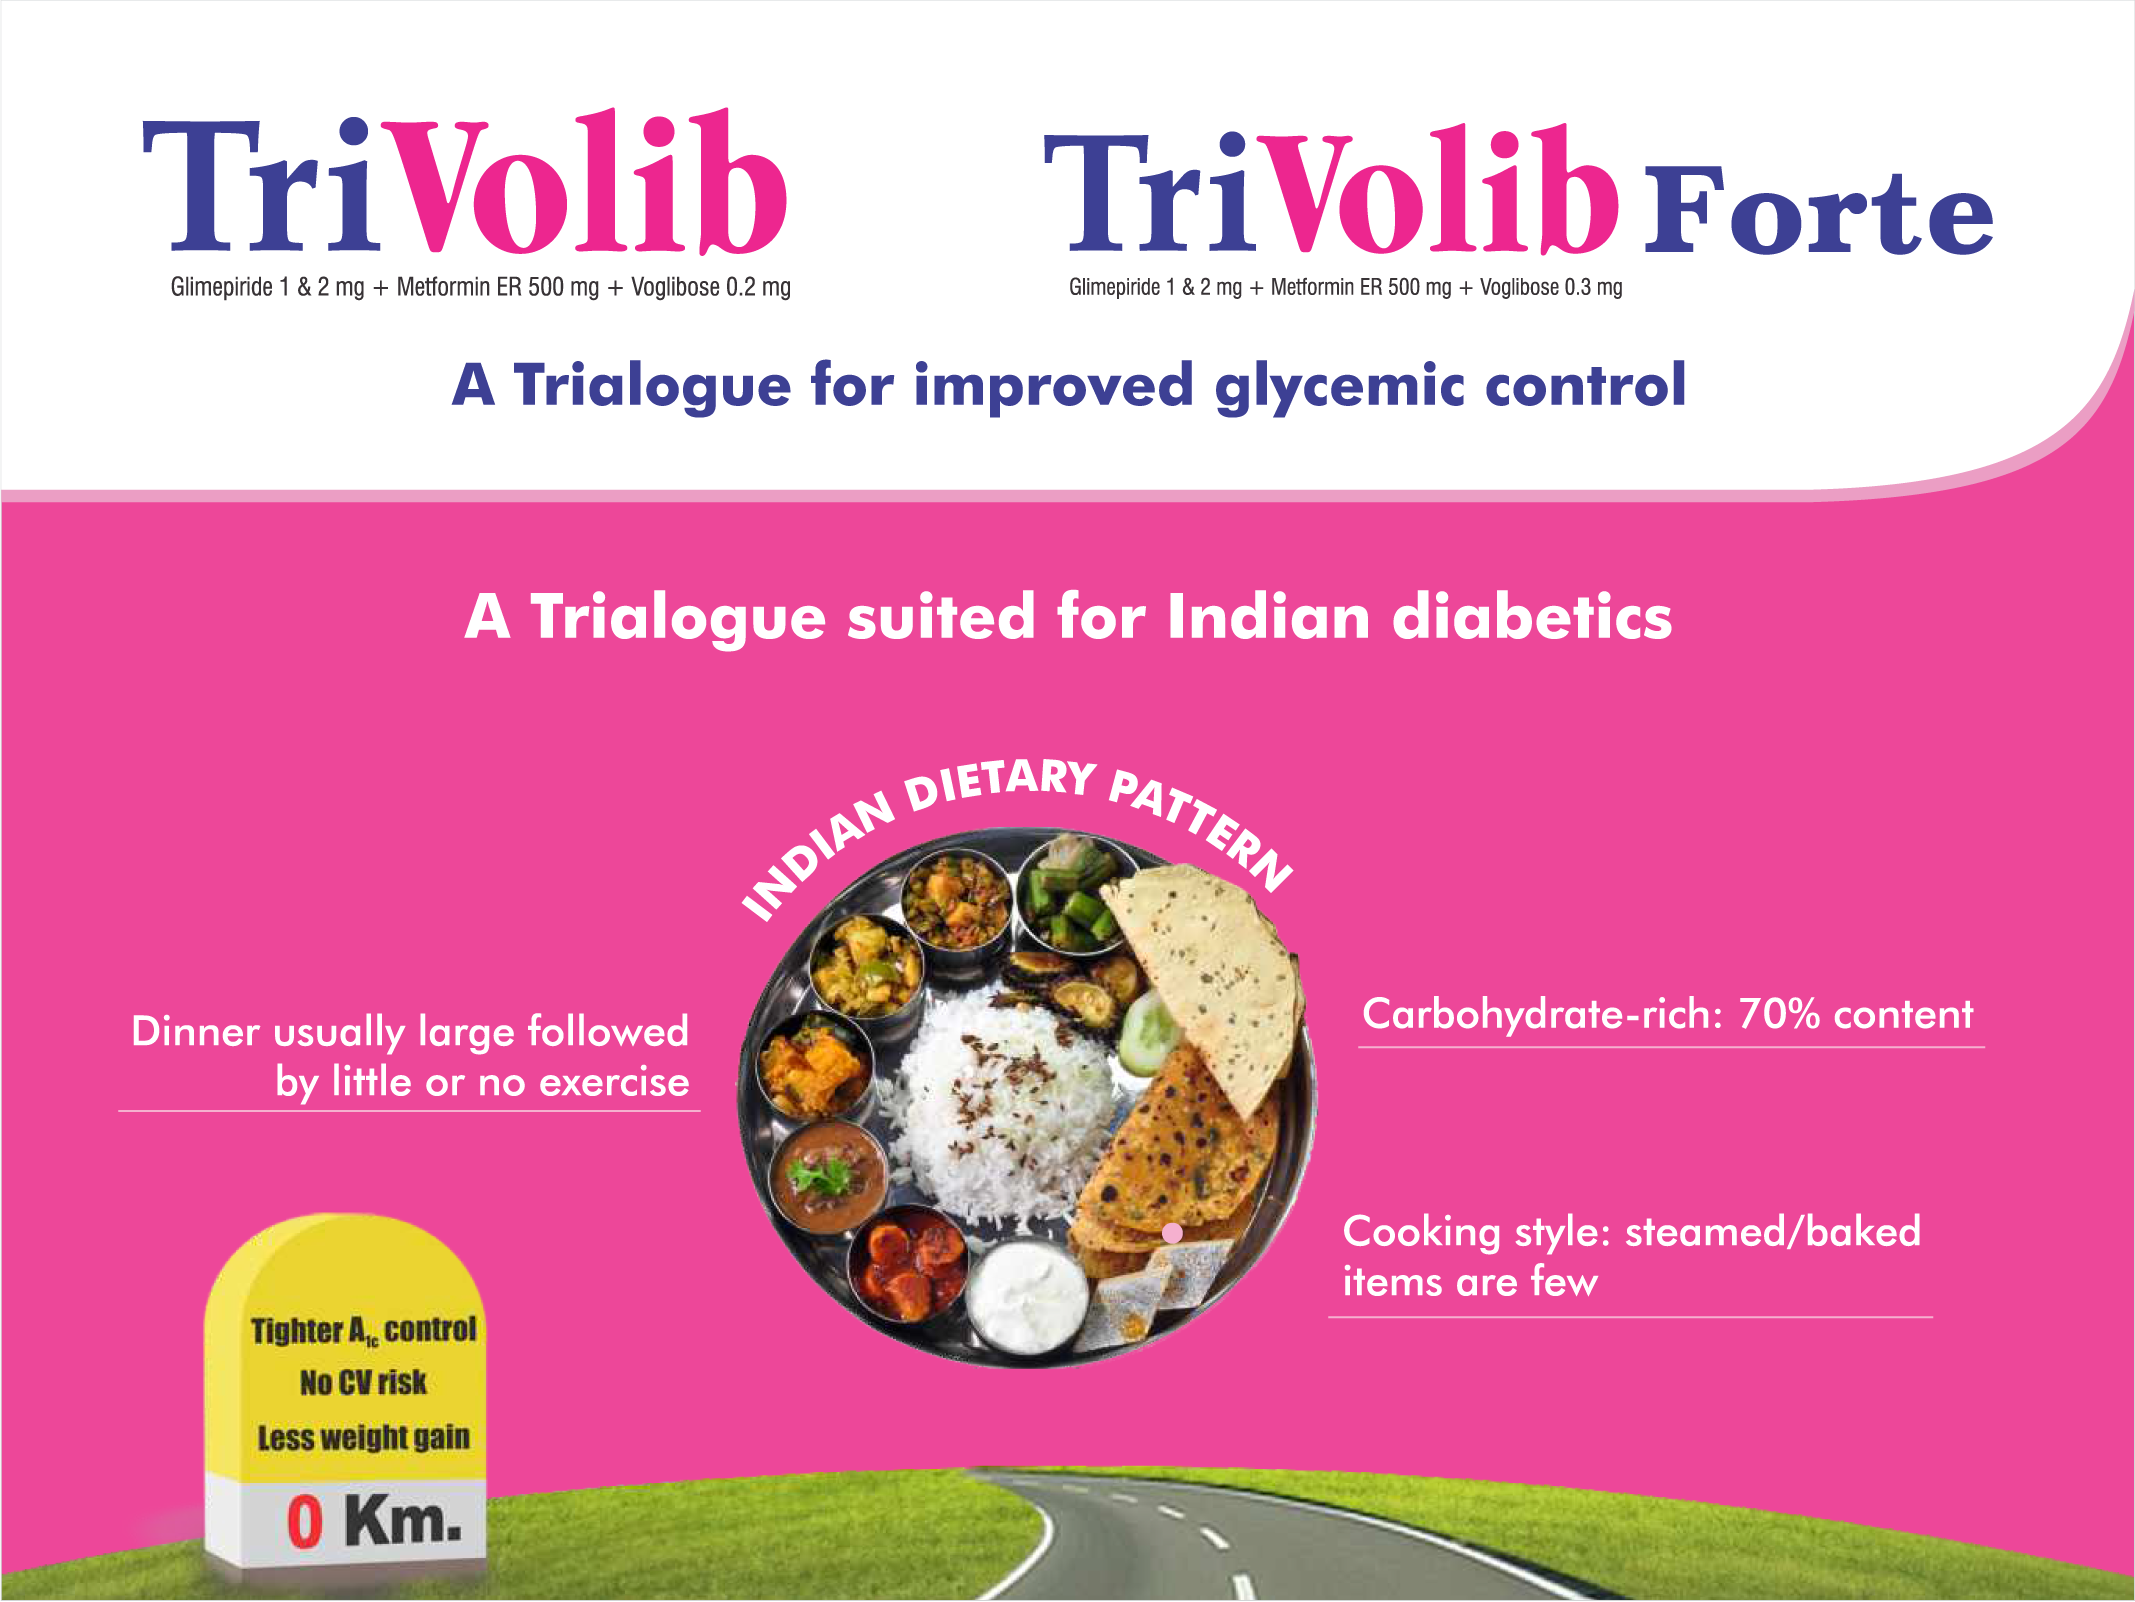 TriVolib
Glimepiride 1 & 2 mg + Metformin ER 500 mg + Voglibose 0.2 mg
TriVolib Forte
Glimepiride 1 & 2 mg + Metformin ER 500 mg + Voglibose 0.3 mg
A Trialogue for improved glycemic control
A Trialogue suited for Indian diabetics
INDIAN DIETARY PATTERN
Dinner usually large followed
by little or no exercise
Carbohydrate-rich: 70% content
Cooking style: steamed/baked
items are few
Tighter A1c control
No CV risk
Less weight gain
0 Km.